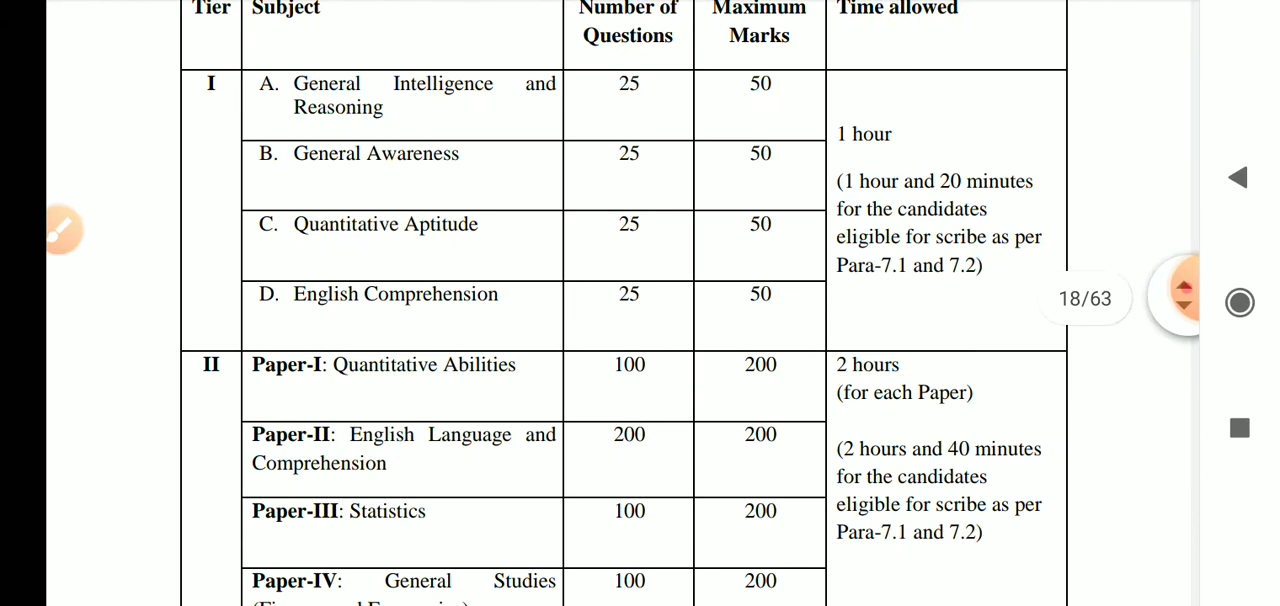 Tier Subject Number of Maximum Time allowed
Questions Marks
I A. General Intelligence and 25 50
Reasoning
1 hour
B. General Awareness 25 50
(1 hour and 20 minutes
for the candidates
C. Quantitative Aptitude 25 50
eligible for scribe as per
Para-7.1 and 7.2)
D. English Comprehension 25 50
18/63
II Paper-I: Quantitative Abilities 100 200 2 hours
(for each Paper)
Paper-II: English Language and 200 200
(2 hours and 40 minutes
Comprehension
for the candidates
eligible for scribe as per
Paper-III: Statistics 100 200
Para-7.1 and 7.2)
Paper-IV: General Studies 100 200